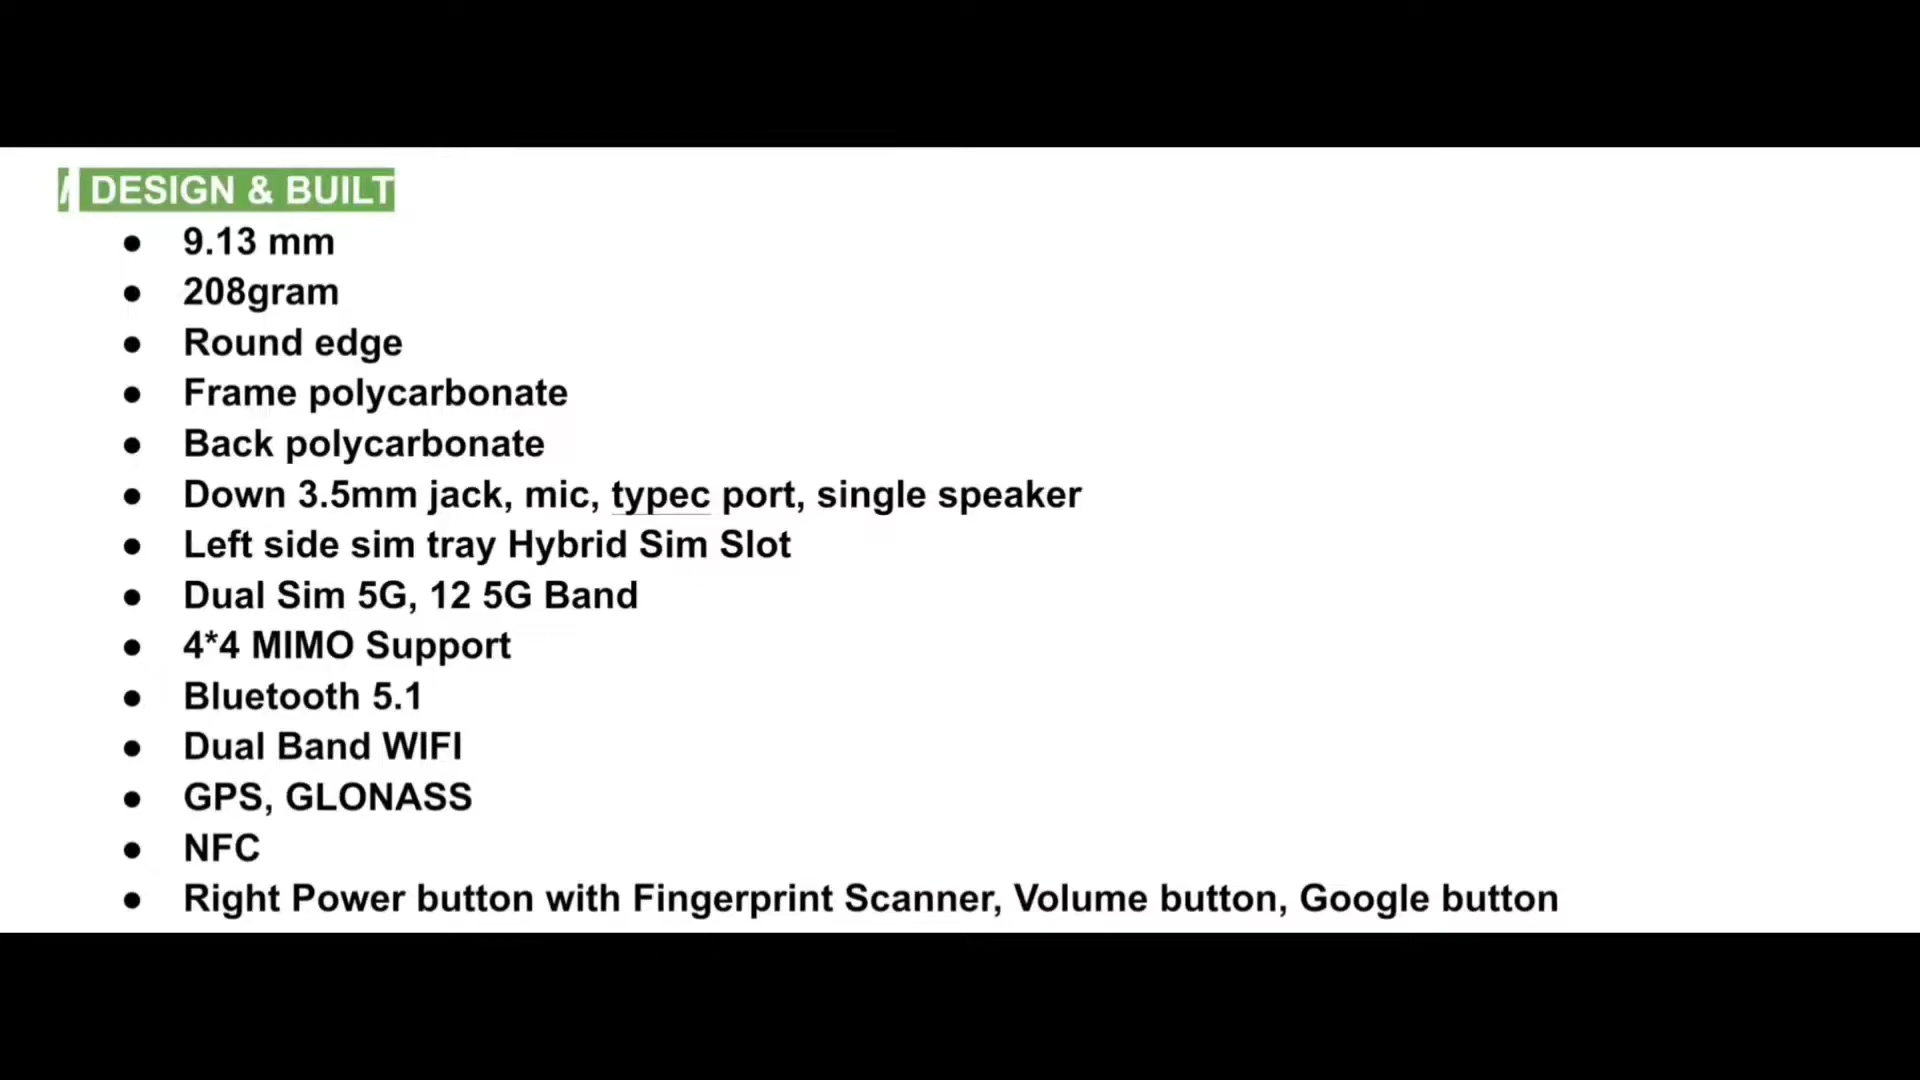 DESIGN & BUILT
● 9.13 mm
● 208gram
● Round edge
● Frame polycarbonate
● Back polycarbonate
● Down 3.5mm jack, mic, typec port, single speaker
● Left side sim tray Hybrid Sim Slot
● Dual Sim 5G, 12 5G Band
● 4*4 MIMO Support
● Bluetooth 5.1
● Dual Band WIFI
● GPS, GLONASS
● NFC
● Right Power button with Fingerprint Scanner, Volume button, Google button